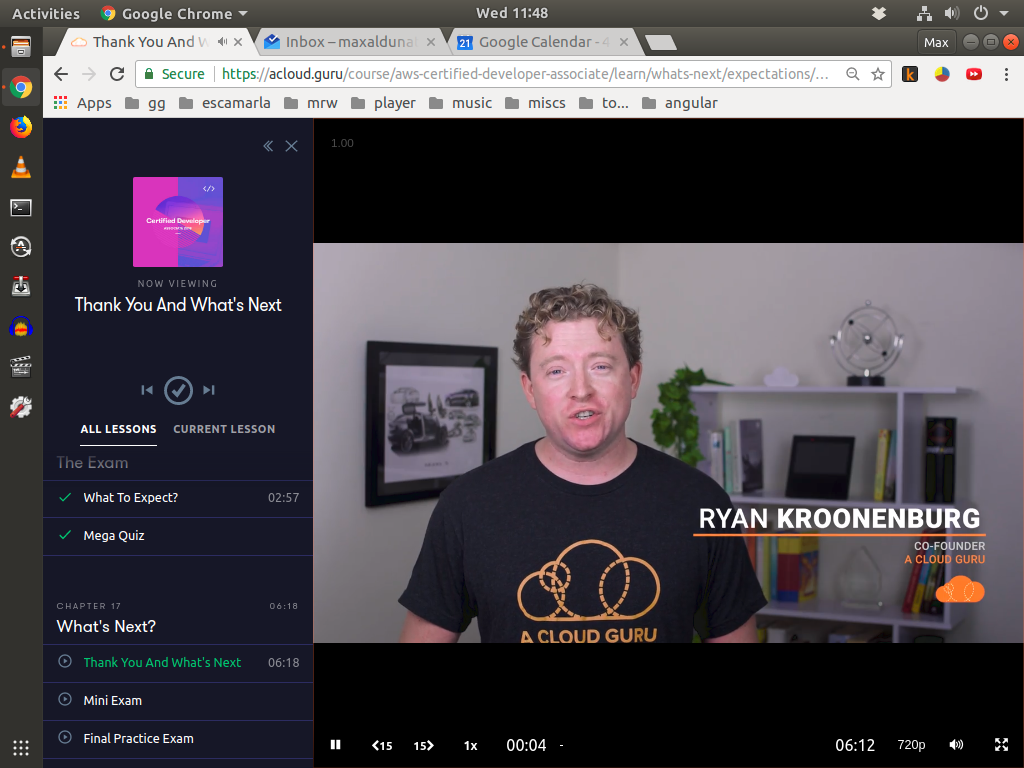 Activities
Google Chrome
Wed 11:48
Thank You And W
Inbox – maxalduna
Google Calendar - 4
Max
Secure
https://acloud.guru/course/aws-certified-developer-associate/learn/whats-next/expectations/...
Apps
gg
escamarla
mrw
player
music
miscs
to...
angular
</>
Certified Developer
NOW VIEWING
Thank You And What's Next
ALL LESSONS
CURRENT LESSON
The Exam
What To Expect?
02:57
Mega Quiz
CHAPTER 17
06:18
What's Next?
Thank You And What's Next
06:18
Mini Exam
Final Practice Exam
1.00
RYAN KROONENBURG
CO-FOUNDER
A CLOUD GURU
A CLOUD GURU
15
15
1x
00:04
-
06:12
720p